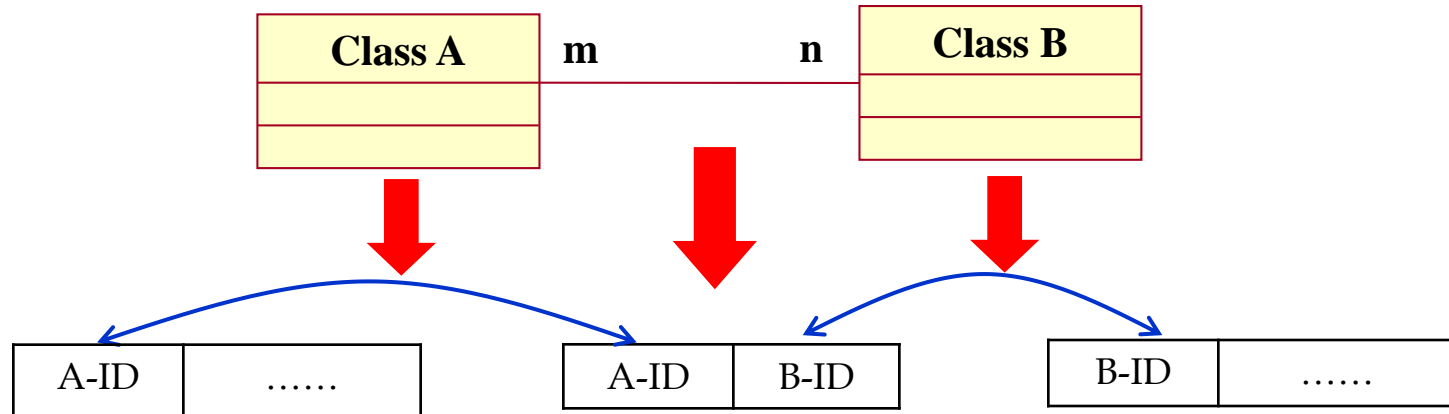 Class A m n Class B
A-ID ...... A-ID B-ID B-ID ......